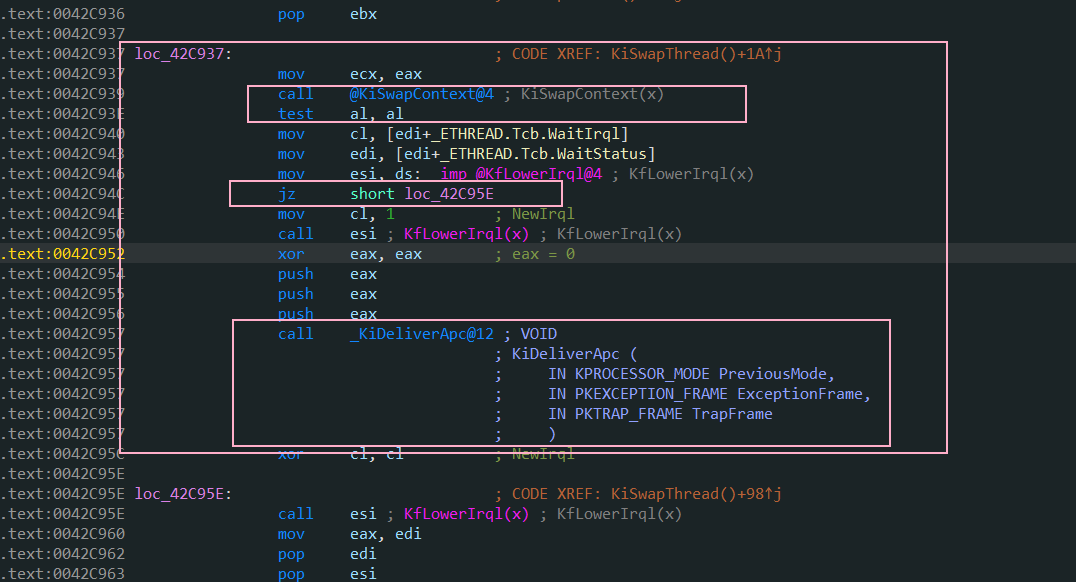 .text:0042C936 pop ebx
.text:0042C937
.text:0042C937 loc_42C937: ; CODE XREF: KiSwapThread()+1A↑j
.text:0042C937 mov ecx, eax
.text:0042C939 call @KiSwapContext@4 ; KiSwapContext(x)
.text:0042C93E test al, al
.text:0042C940 mov cl, [edi+_ETHREAD.Tcb.WaitIrql]
.text:0042C943 mov edi, [edi+_ETHREAD.Tcb.WaitStatus]
.text:0042C946 mov esi, ds:__imp_@KfLowerIrql@4 ; KfLowerIrql(x)
.text:0042C94C jz short loc_42C95E
.text:0042C94E mov cl, 1 ; NewIrql
.text:0042C950 call esi ; KfLowerIrql(x) ; KfLowerIrql(x)
.text:0042C952 xor eax, eax ; eax = 0
.text:0042C954 push eax
.text:0042C955 push eax
.text:0042C956 push eax
.text:0042C957 call _KiDeliverApc@12 ; VOID
.text:0042C957 ; KiDeliverApc (
.text:0042C957 ; IN KPROCESSOR_MODE PreviousMode,
.text:0042C957 ; IN PKEXCEPTION_FRAME ExceptionFrame,
.text:0042C957 ; IN PKTRAP_FRAME TrapFrame
.text:0042C957 ; )
.text:0042C95C xor cl, cl ; NewIrql
.text:0042C95E
.text:0042C95E loc_42C95E: ; CODE XREF: KiSwapThread()+98↑j
.text:0042C95E call esi ; KfLowerIrql(x) ; KfLowerIrql(x)
.text:0042C960 mov eax, edi
.text:0042C962 pop edi
.text:0042C963 pop esi